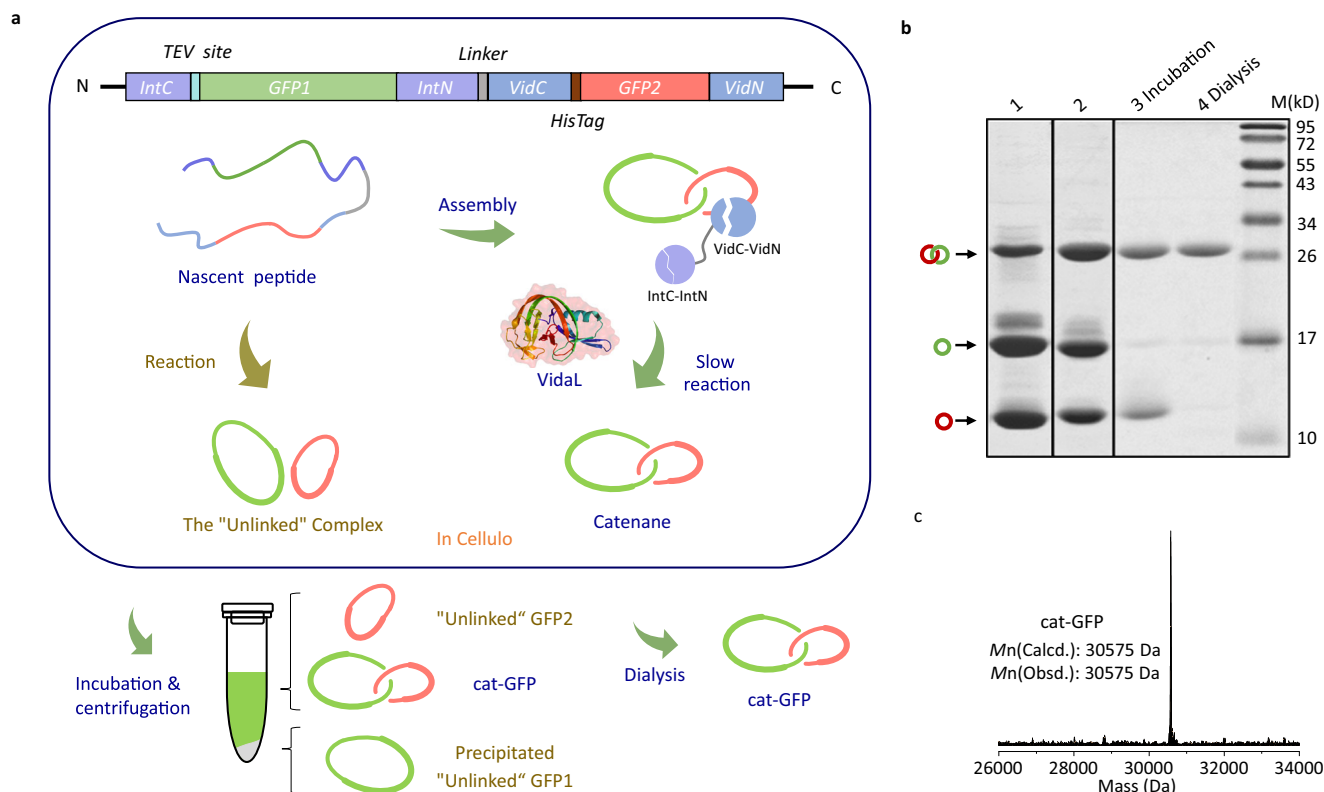 a
TEV site
Linker
N
IntC
GFP1
IntN
VidC
GFP2
VidN
C
HisTag
Nascent peptide
Assembly
VidC-VidN
IntC-IntN
Reaction
VidaL
Slow
reaction
The "Unlinked" Complex
In Cellulo
Catenane
Incubation &
centrifugation
"Unlinked“ GFP2
cat-GFP
Precipitated
"Unlinked“ GFP1
Dialysis
cat-GFP
b
1
2
3 Incubation
4 Dialysis
M(kD)
95
72
55
43
34
26
17
10
c
cat-GFP
Mn(Calcd.): 30575 Da
Mn(Obsd.): 30575 Da
26000 28000 30000 32000 34000
Mass (Da)